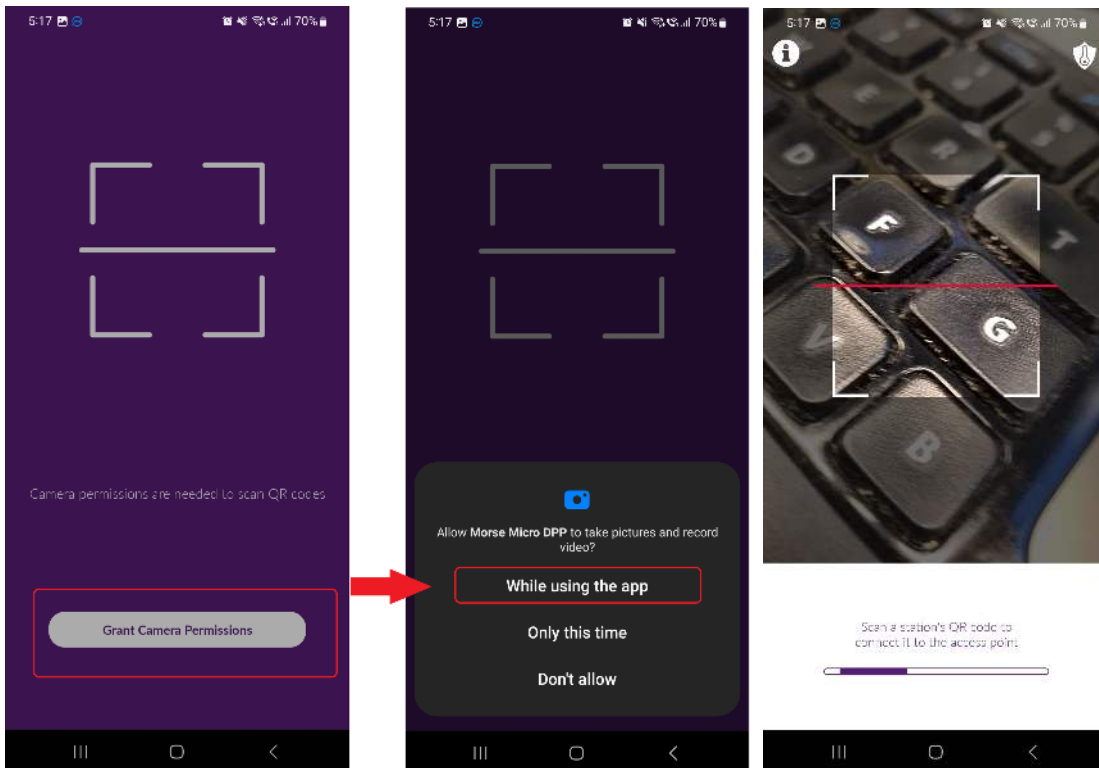 5:17
70%
Camera permissions are needed to scan QR codes
Grant Camera Permissions
5:17
70%
Allow Morse Micro DPP to take pictures and record
video?
While using the app
Only this time
Don't allow
5:17
70%
i
E
D
R
F
T
V
G
B
Scan a station's QR code to
connect it to the access point